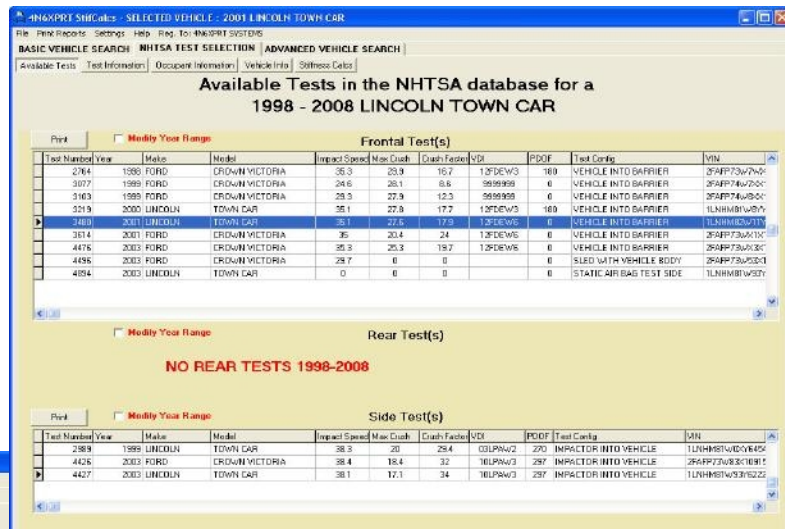 4N6XPRT StifCalcs - SELECTED VEHICLE : 2001 LINCOLN TOWN CAR
File Print Reports Settings Help Reg. To: 4N6XPRT SYSTEMS
BASIC VEHICLE SEARCH NHTSA TEST SELECTION ADVANCED VEHICLE SEARCH
Available Tests Test Information Occupant Information Vehicle Info Stiffness Calcs
Available Tests in the NHTSA database for a
1998 - 2008 LINCOLN TOWN CAR
Print Modify Year Range Frontal Test(s)
Test Number Year Make Model Impact Speed Max Crush Crush Factor VDI PDOF Test Config VIN
2764 1998 FORD CROWN VICTORIA 35.3 28.9 16.7 12FDEW3 180 VEHICLE INTO BARRIER
3077 1999 FORD CROWN VICTORIA 24.6 28.1 8.6 9999999 0 VEHICLE INTO BARRIER
3103 1999 FORD CROWN VICTORIA 29.3 27.9 12.3 9999999 0 VEHICLE INTO BARRIER
3219 2000 LINCOLN TOWN CAR 35.1 27.8 17.7 12FDEW3 180 VEHICLE INTO BARRIER
3480 2001 LINCOLN TOWN CAR 35.1 27.6 17.9 12FDEW6 0 VEHICLE INTO BARRIER
3614 2001 FORD CROWN VICTORIA 35 20.4 24 12FDEW6 0 VEHICLE INTO BARRIER
4476 2003 FORD CROWN VICTORIA 35.3 25.3 19.7 12FDEW6 0 VEHICLE INTO BARRIER
4496 2003 FORD CROWN VICTORIA 29.7 0 0 0 SLED WITH VEHICLE BODY
4894 2003 LINCOLN TOWN CAR 0 0 0 0 STATIC AIR BAG TEST SIDE
Modify Year Range Rear Test(s)
NO REAR TESTS 1998-2008
Print Modify Year Range Side Test(s)
Test Number Year Make Model Impact Speed Max Crush Crush Factor VDI PDOF Test Config VIN
2989 1999 LINCOLN TOWN CAR 38.3 20 29.4 03LPAW2 270 IMPACTOR INTO VEHICLE
4426 2003 FORD CROWN VICTORIA 38.4 18.4 32 10LPAW3 297 IMPACTOR INTO VEHICLE
4427 2003 LINCOLN TOWN CAR 38.1 17.1 34 10LPAW3 297 IMPACTOR INTO VEHICLE